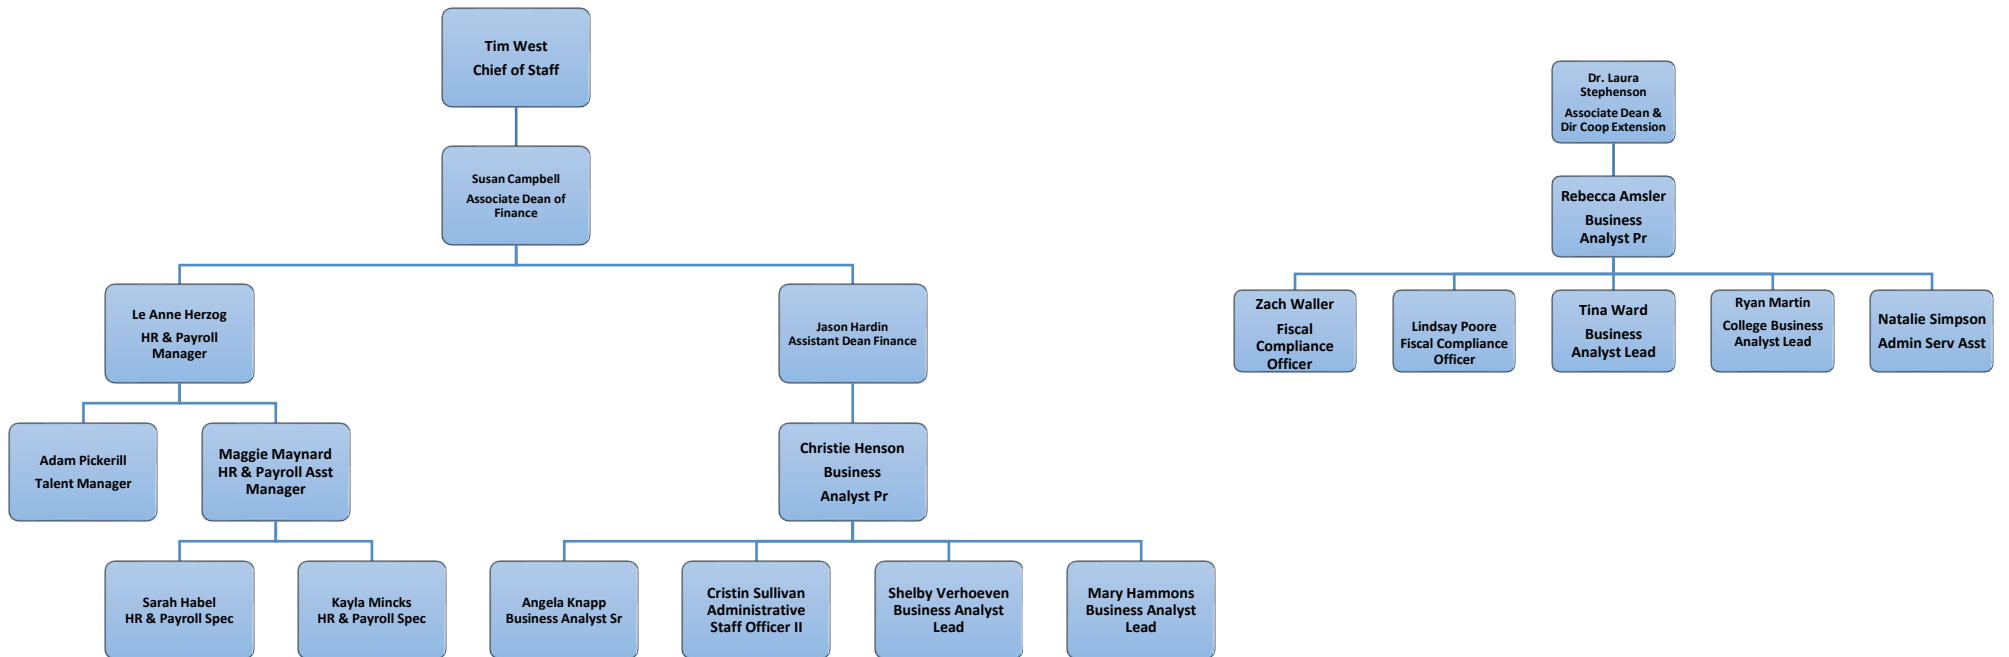 Tim West
Chief of Staff
Susan Campbell
Associate Dean of
Finance
Le Anne Herzog
HR & Payroll
Manager
Jason Hardin
Assistant Dean Finance
Adam Pickerill
Talent Manager
Maggie Maynard
HR & Payroll Asst
Manager
Christie Henson
Business
Analyst Pr
Sarah Habel
HR & Payroll Spec
Kayla Mincks
HR & Payroll Spec
Angela Knapp
Business Analyst Sr
Cristin Sullivan
Administrative
Staff Officer II
Shelby Verhoeven
Business Analyst
Lead
Mary Hammons
Business Analyst
Lead
Dr. Laura
Stephenson
Associate Dean &
Dir Coop Extension
Rebecca Amsler
Business
Analyst Pr
Zach Waller
Fiscal
Compliance
Officer
Lindsay Poore
Fiscal Compliance
Officer
Tina Ward
Business
Analyst Lead
Ryan Martin
College Business
Analyst Lead
Natalie Simpson
Admin Serv Asst